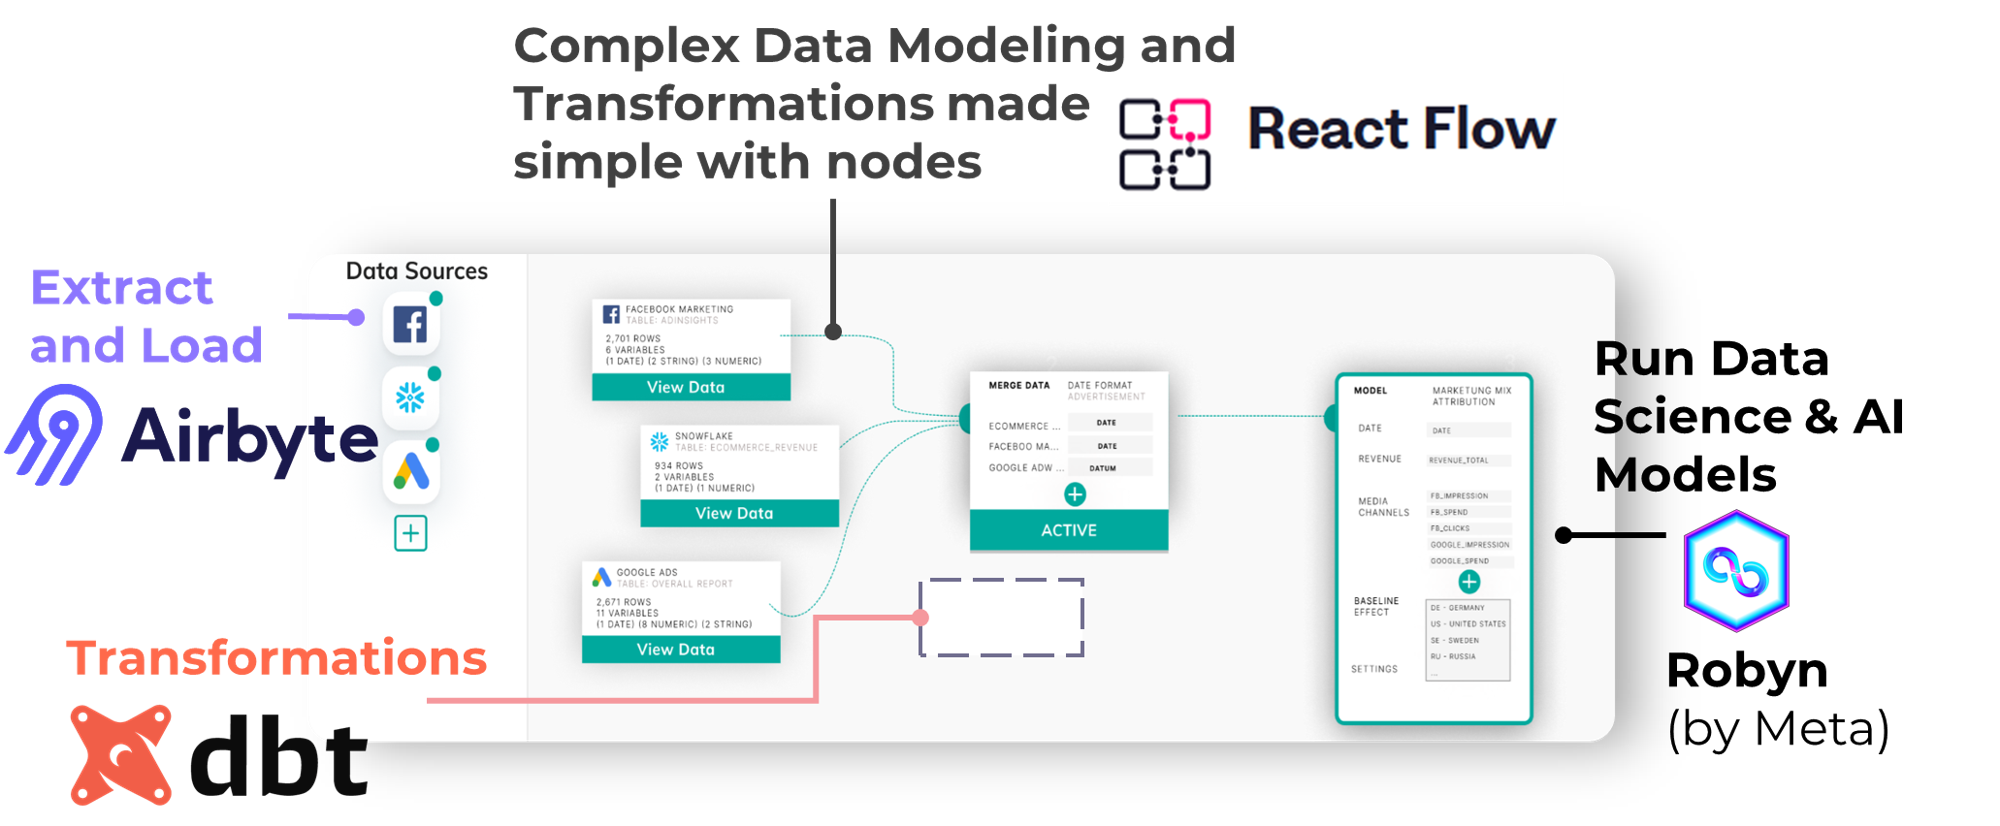 Complex Data Modeling and
Transformations made
simple with nodes
React Flow
Extract
and Load
Airbyte
Data Sources
FACEBOOK MARKETING
TABLE: ADINSIGHTS
2,701 ROWS
6 VARIABLES
(1 DATE) (2 STRING) (3 NUMERIC)
View Data
SNOWFLAKE
TABLE: ECOMMERCE_REVENUE
934 ROWS
2 VARIABLES
(1 DATE) (1 NUMERIC)
View Data
GOOGLE ADS
TABLE: OVERALL REPORT
2,671 ROWS
11 VARIABLES
(1 DATE) (8 NUMERIC) (2 STRING)
View Data
MERGE DATA DATE FORMAT
ADVERTISEMENT
ECOMMERCE ... DATE
FACEBOO MA... DATE
GOOGLE ADW ... DATUM
ACTIVE
MODEL MARKETUNG MIX
ATTRIBUTION
DATE DATE
REVENUE REVENUE_TOTAL
MEDIA
CHANNELS
FB_IMPRESSION
FB_SPEND
FB_CLICKS
GOOGLE_IMPRESSION
GOOGLE_SPEND
BASELINE
EFFECT
DE - GERMANY
US - UNITED STATES
SE - SWEDEN
RU - RUSSIA
...
SETTINGS
Run Data
Science & AI
Models
Robyn
(by Meta)
Transformations
dbt